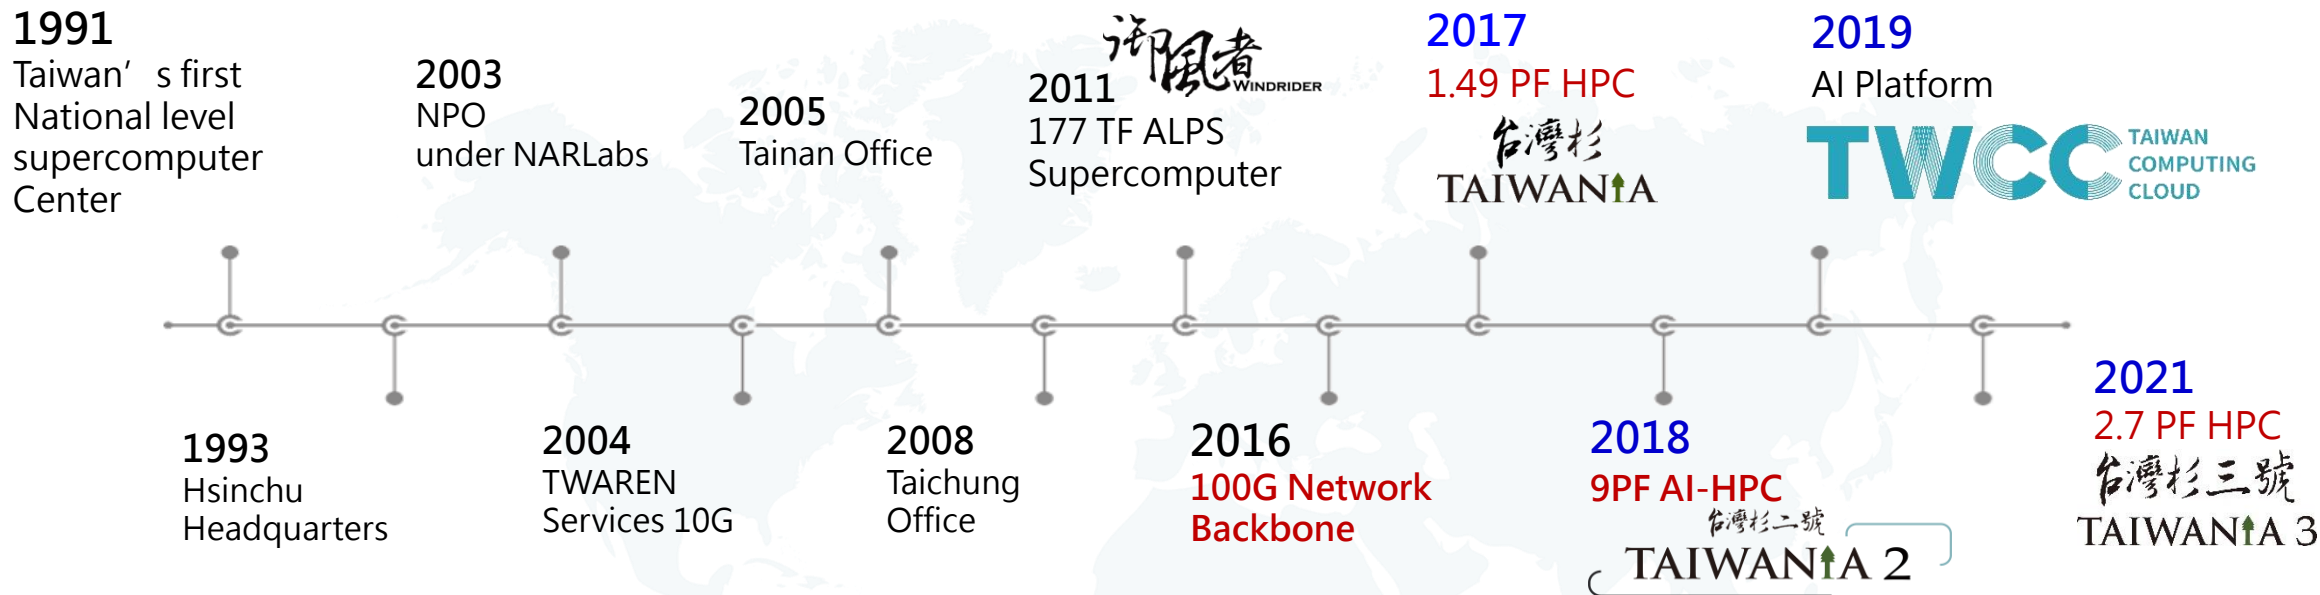 1991
Taiwan’ s first
National level
supercomputer
Center
1993
Hsinchu
Headquarters
2003
NPO
under NARLabs
2004
TWAREN
Services 10G
2005
Tainan Office
2008
Taichung
Office
御風者
WINDRIDER
2011
177 TF ALPS
Supercomputer
2016
100G Network
Backbone
2017
1.49 PF HPC
台灣杉
TAIWANIA
2018
9PF AI-HPC
台灣杉二號
TAIWANIA 2
2019
AI Platform
TWCC
TAIWAN
COMPUTING
CLOUD
2021
2.7 PF HPC
台灣杉三號
TAIWANIA 3